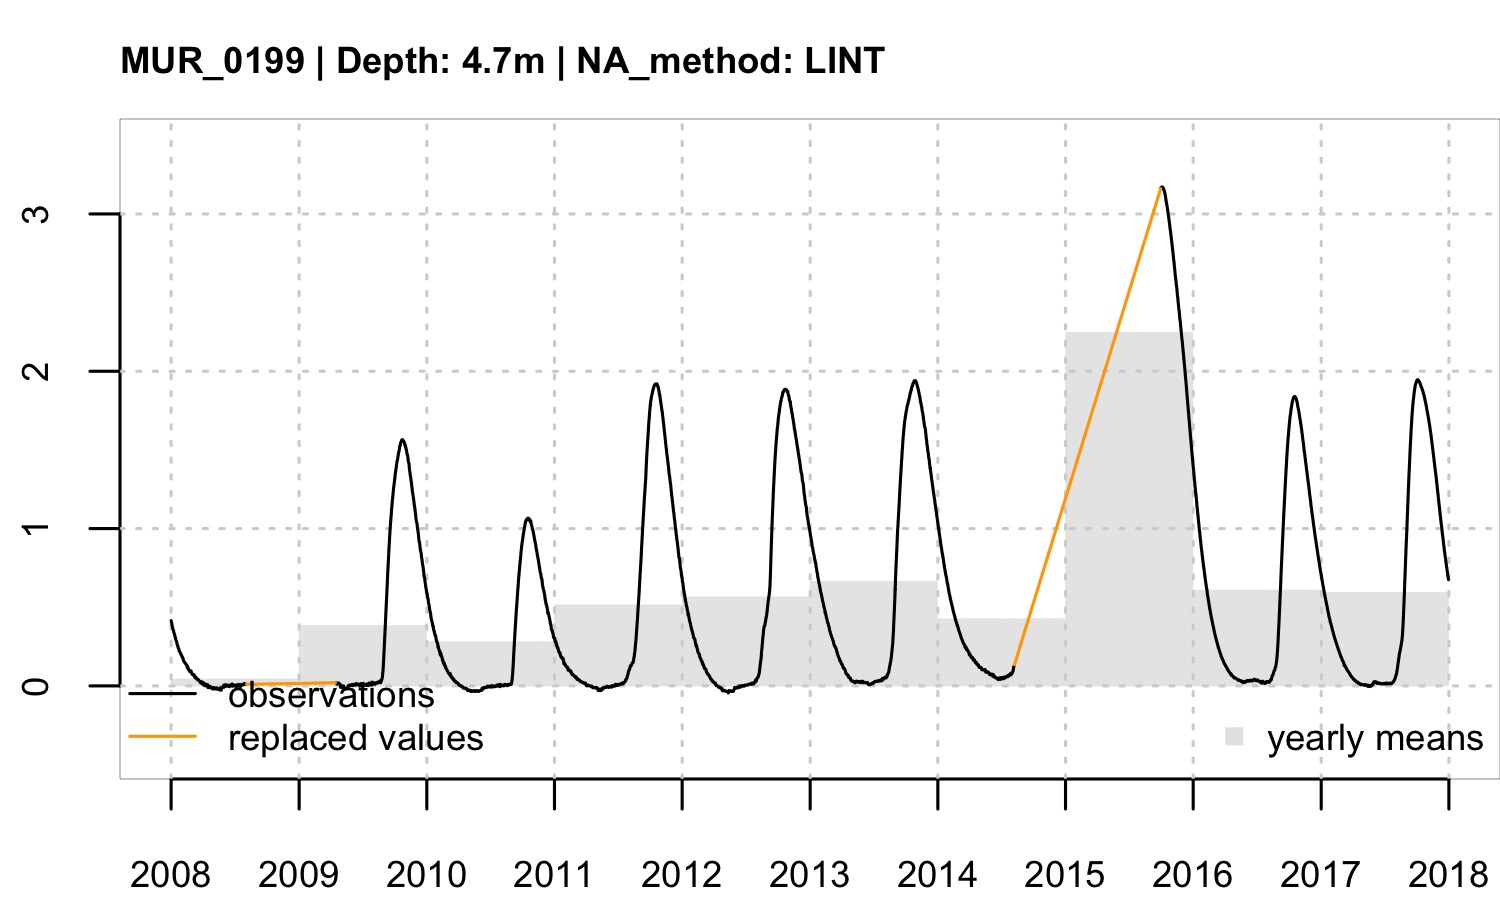 MUR_0199 | Depth: 4.7m | NA_method: LINT
3
2
1
0
observations
replaced values
yearly means
2008 2009 2010 2011 2012 2013 2014 2015 2016 2017 2018